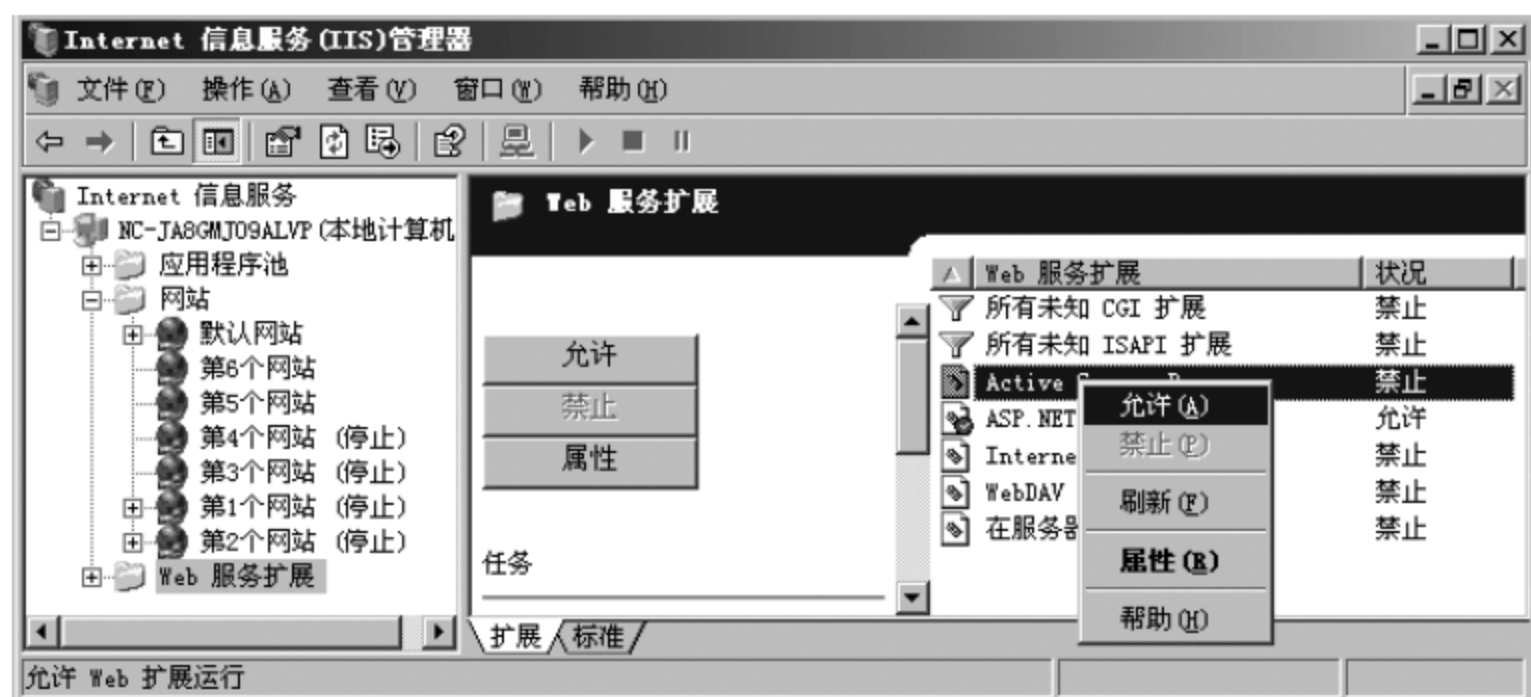 Internet 信息服务(IIS)管理器
文件(F) 操作(A) 查看(V) 窗口(W) 帮助(H)
Internet 信息服务
NC-JA8GMJO9ALVP(本地计算机
应用程序池
网站
默认网站
第6个网站
第5个网站
第4个网站 (停止)
第3个网站 (停止)
第1个网站 (停止)
第2个网站 (停止)
Web 服务扩展
Web 服务扩展
允许
禁止
属性
任务
Web 服务扩展 状况
所有未知 CGI 扩展 禁止
所有未知 ISAPI 扩展 禁止
Active 禁止
ASP.NET 允许
Interne 禁止
WebDAV 禁止
在服务器 禁止
允许(A)
禁止(P)
刷新(F)
属性(R)
帮助(H)
扩展 标准
允许 Web 扩展运行